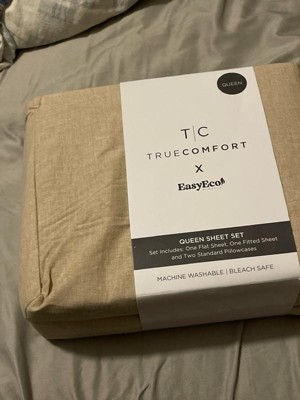 QUEEN
T|C
TRUECOMFORT
X
EasyEco
QUEEN SHEET SET
Set Includes: One Flat Sheet, One Fitted Sheet
and Two Standard Pillowcases
MACHINE WASHABLE | BLEACH SAFE